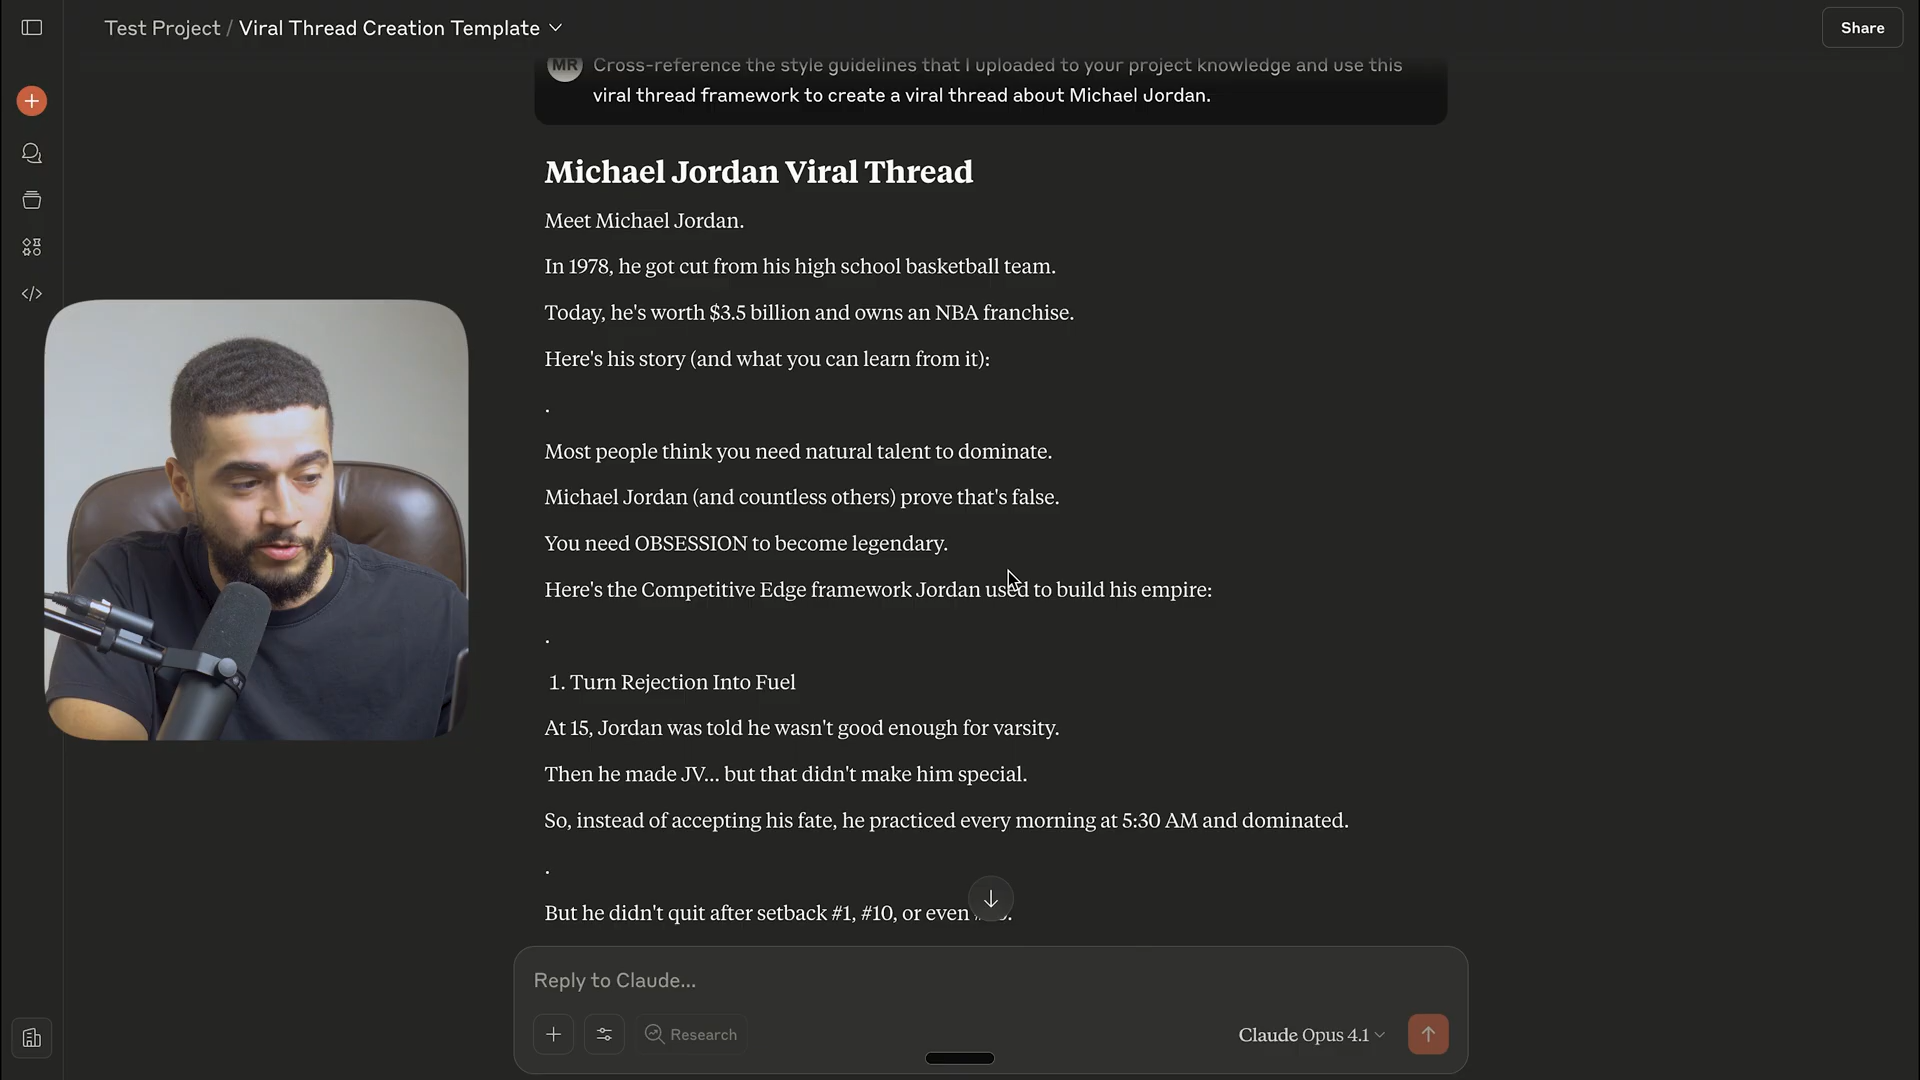 Test Project / Viral Thread Creation Template
Share
MR
Cross-reference the style guidelines that I uploaded to your project knowledge and use this
viral thread framework to create a viral thread about Michael Jordan.
Michael Jordan Viral Thread
Meet Michael Jordan.
In 1978, he got cut from his high school basketball team.
Today, he's worth $3.5 billion and owns an NBA franchise.
Here's his story (and what you can learn from it):
.
Most people think you need natural talent to dominate.
Michael Jordan (and countless others) prove that's false.
You need OBSESSION to become legendary.
Here's the Competitive Edge framework Jordan used to build his empire:
.
1. Turn Rejection Into Fuel
At 15, Jordan was told he wasn't good enough for varsity.
Then he made JV... but that didn't make him special.
So, instead of accepting his fate, he practiced every morning at 5:30 AM and dominated.
.
But he didn't quit after setback #1, #10, or even
Reply to Claude...
Research
Claude Opus 4.1